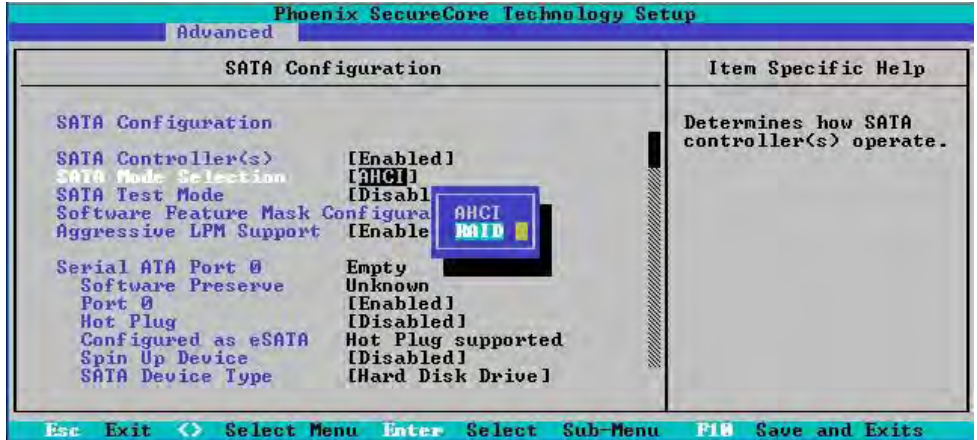 Phoenix SecureCore Technology Setup
Advanced
SATA Configuration
Item Specific Help
SATA Configuration
Determines how SATA
controller(s) operate.
SATA Controller(s) [Enabled]
SATA Mode Selection [AHCI]
SATA Test Mode [Disabl
Software Feature Mask Configura
Aggressive LPM Support [Enable
AHCI
RAID
Serial ATA Port 0 Empty
Software Preserve Unknown
Port 0 [Enabled]
Hot Plug [Disabled]
Configured as eSATA Hot Plug supported
Spin Up Device [Disabled]
SATA Device Type [Hard Disk Drive]
Esc Exit <> Select Menu Enter Select Sub-Menu F10 Save and Exits